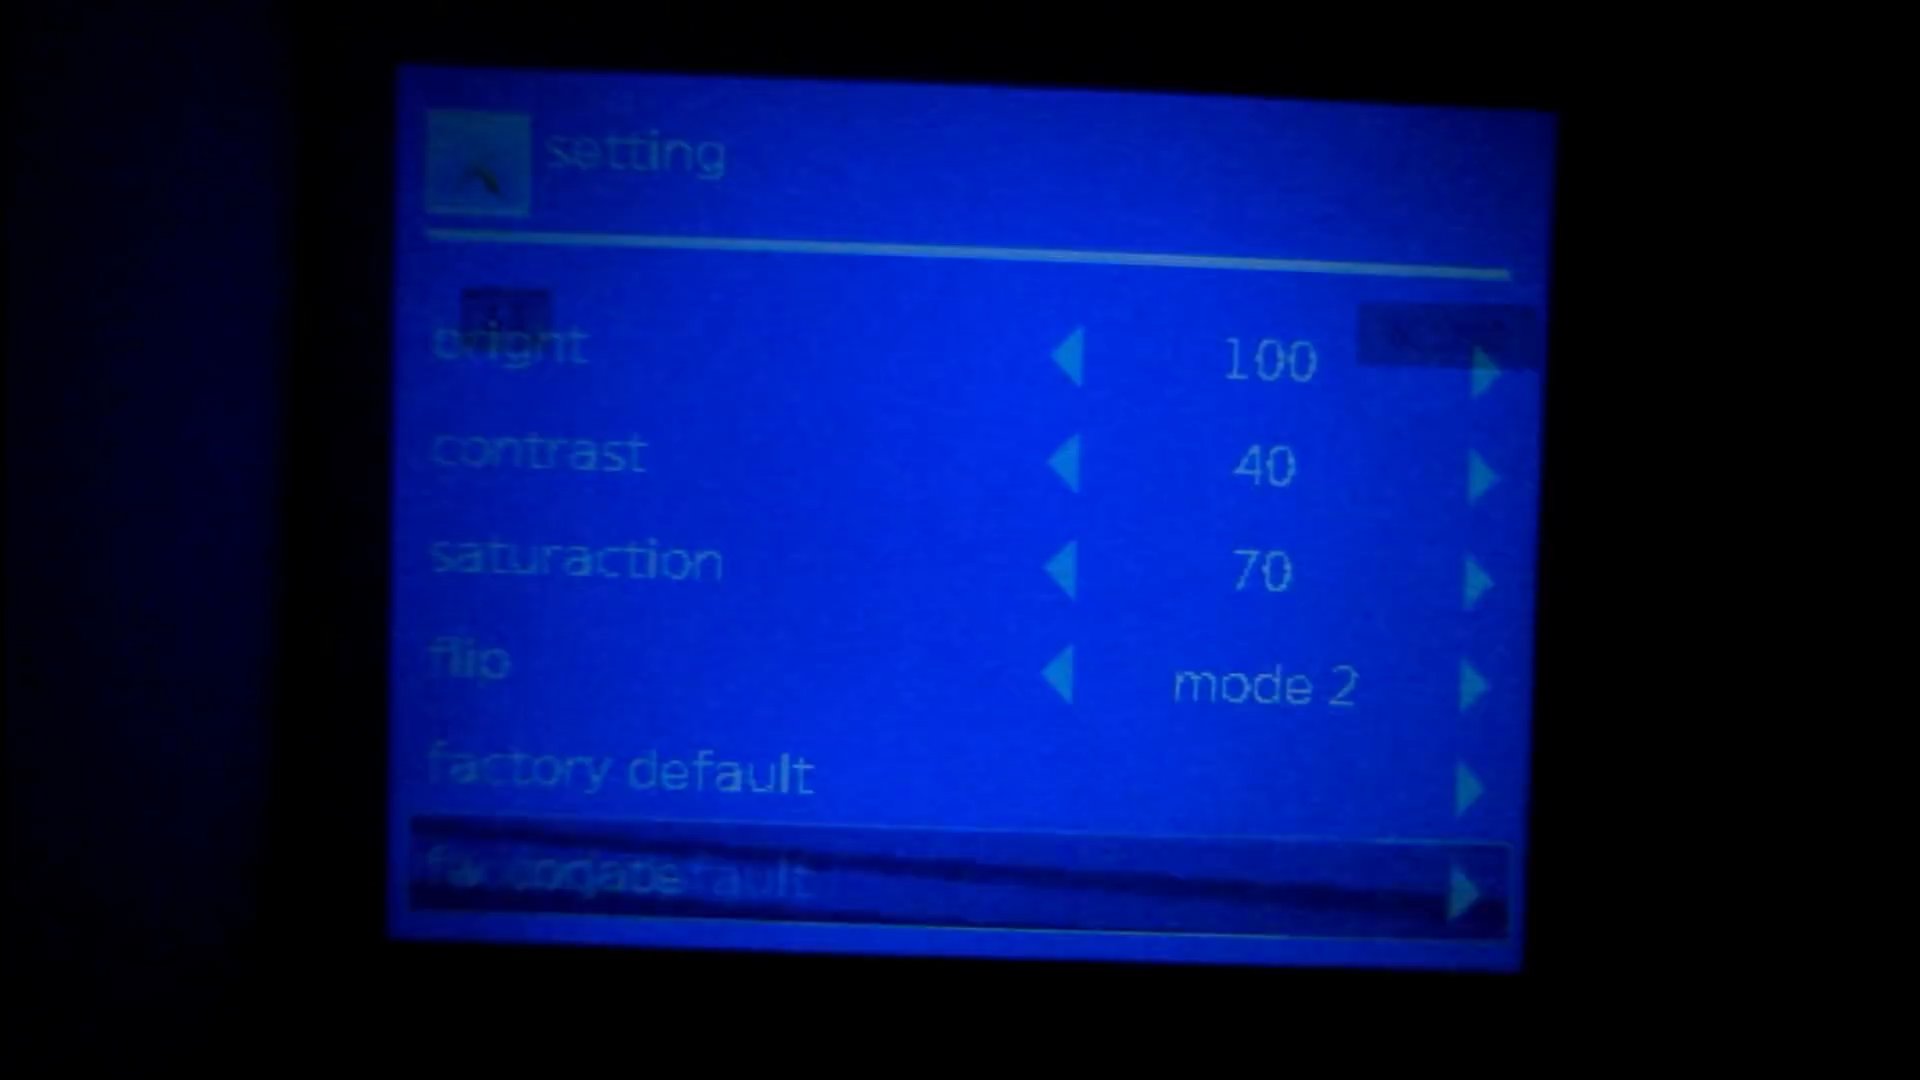 setting
bright 100
contrast 40
saturaction 70
flip mode 2
factory default